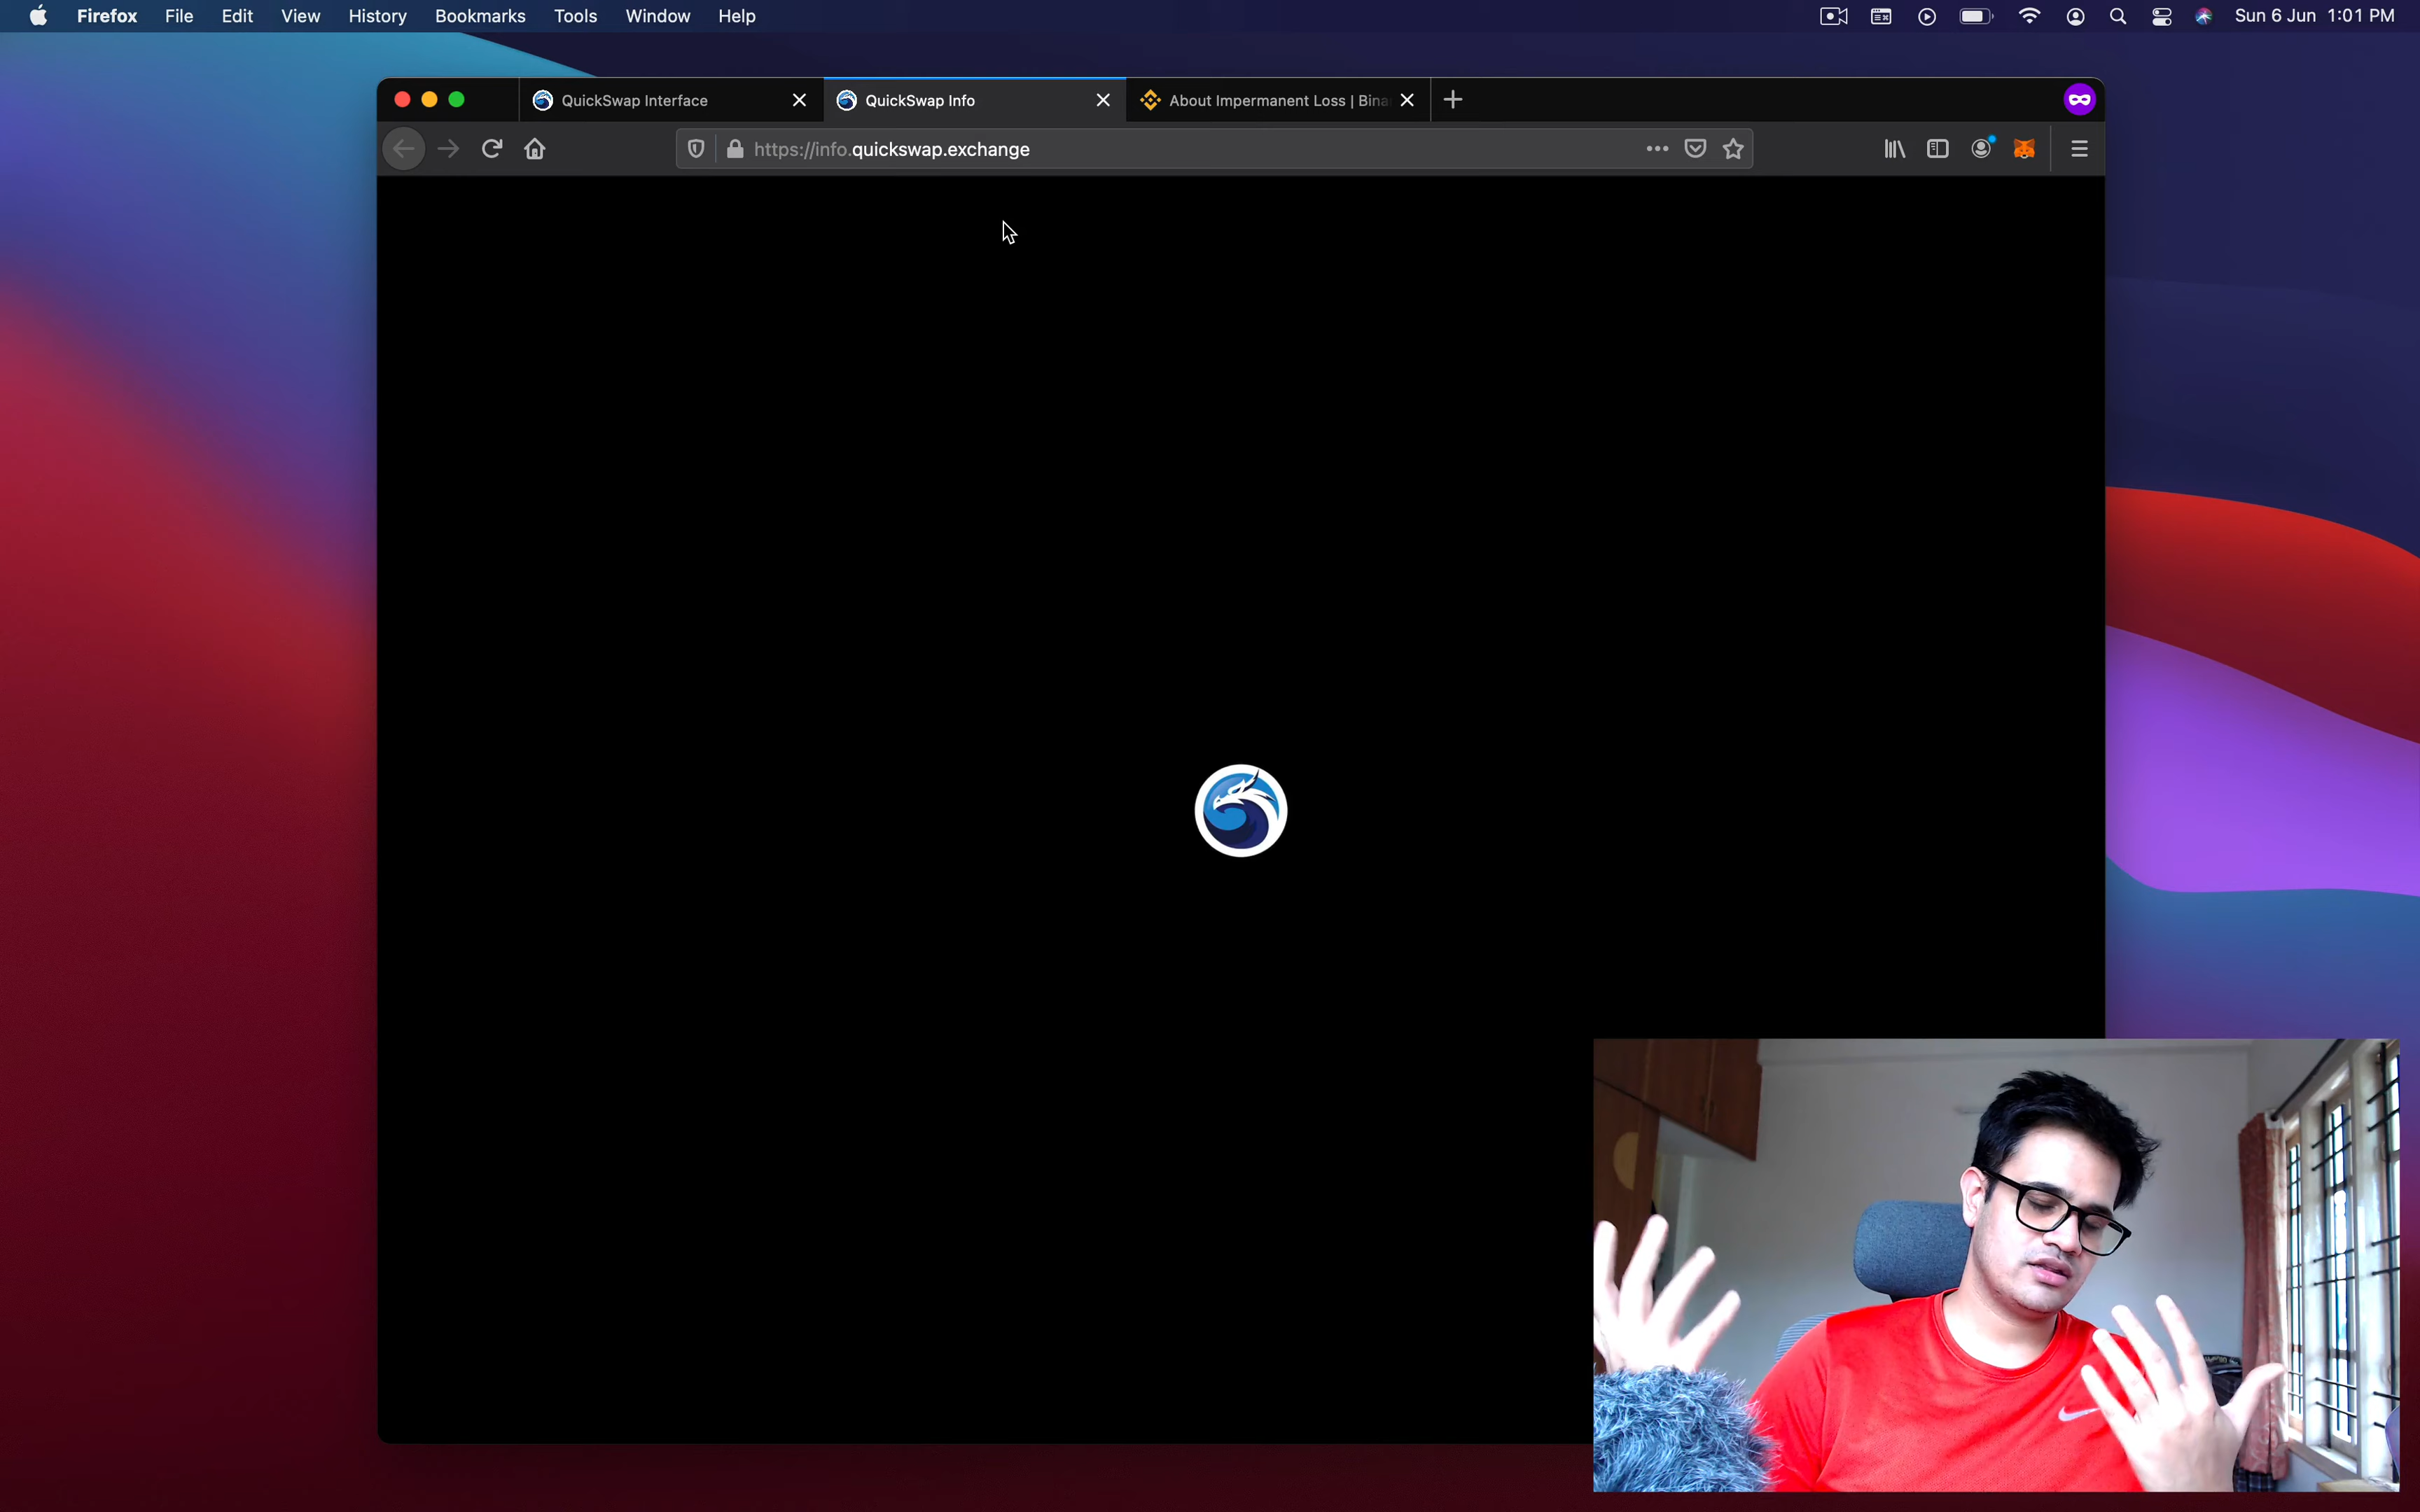 Firefox File Edit View History Bookmarks Tools Window Help Sun 6 Jun 1:01 PM
QuickSwap Interface QuickSwap Info About Impermanent Loss | Bina
https://info.quickswap.exchange